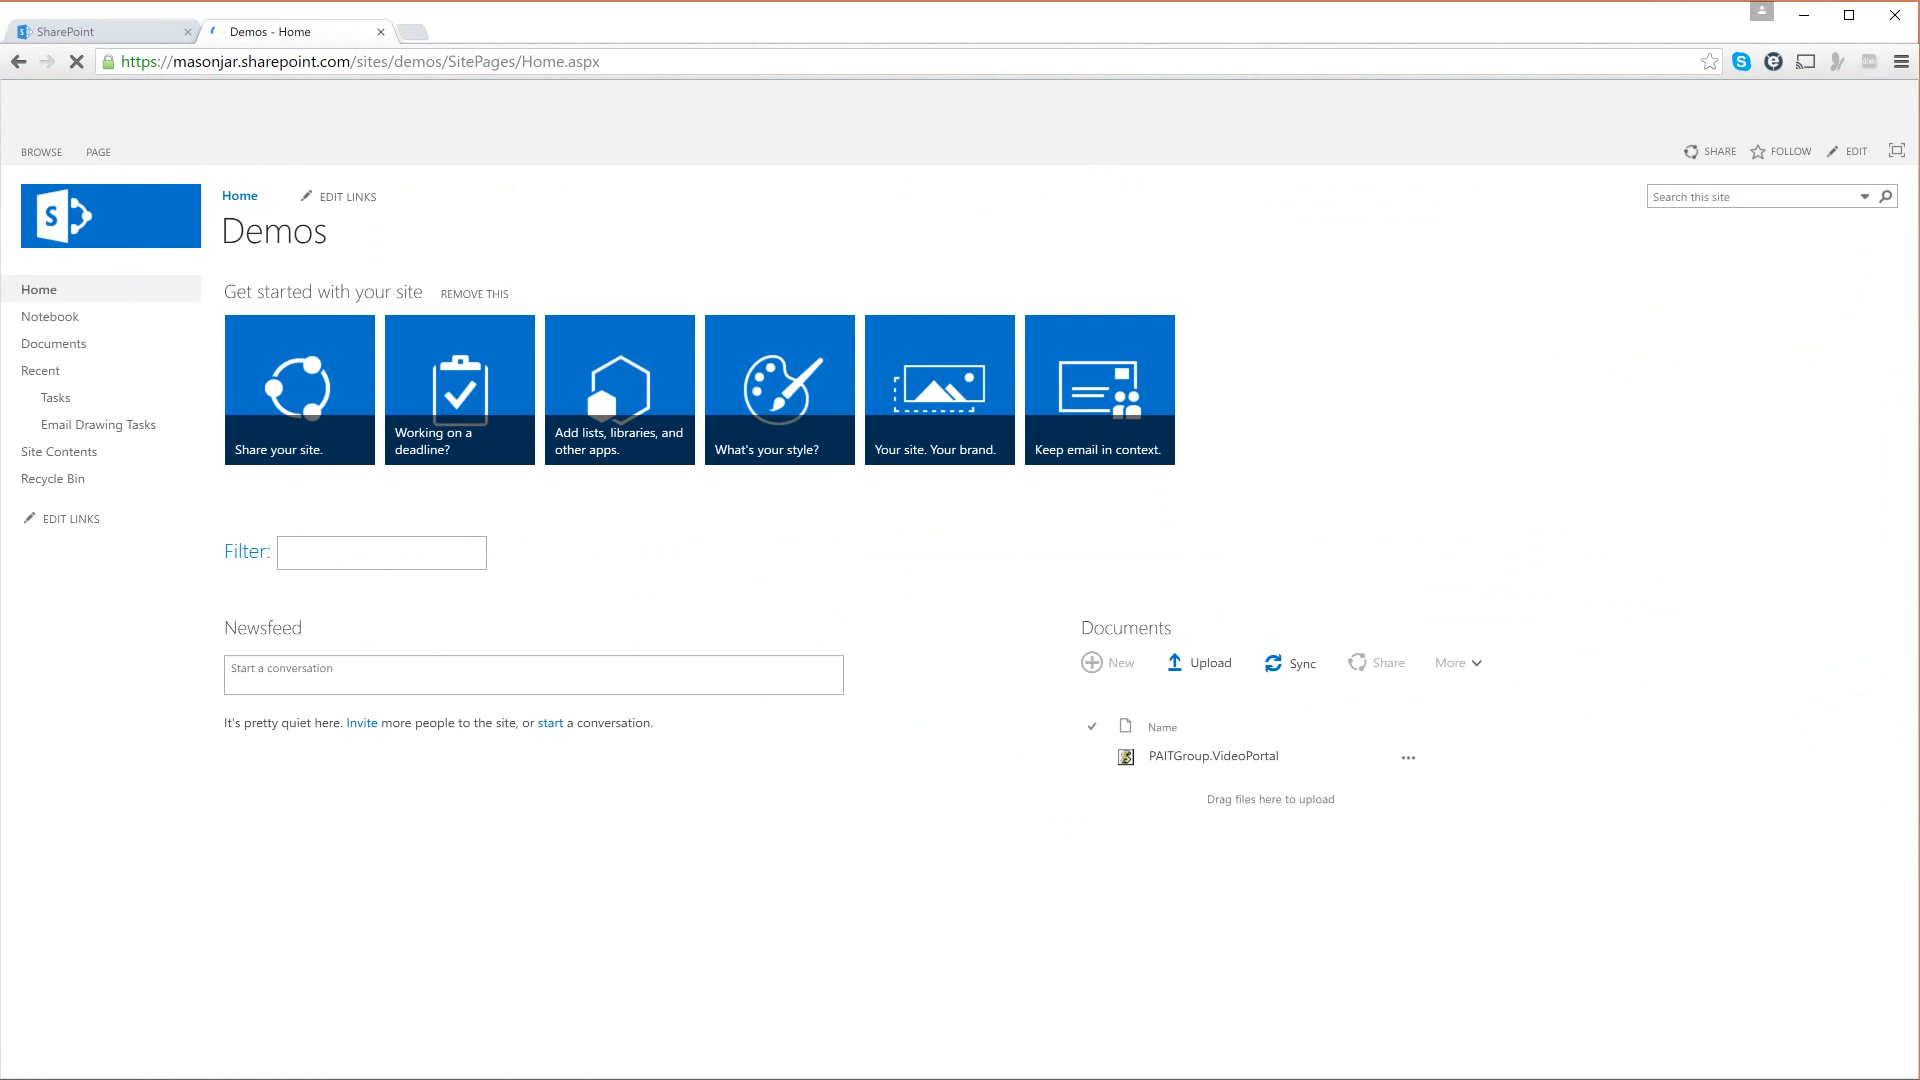 SharePoint
Demos - Home
https://masonjar.sharepoint.com/sites/demos/SitePages/Home.aspx
BROWSE PAGE
SHARE FOLLOW EDIT
S
Home EDIT LINKS
Search this site
Demos
Home
Notebook
Documents
Recent
Tasks
Email Drawing Tasks
Site Contents
Recycle Bin
EDIT LINKS
Get started with your site REMOVE THIS
Share your site.
Working on a
deadline?
Add lists, libraries, and
other apps.
What's your style?
Your site. Your brand.
Keep email in context.
Filter:
Newsfeed
Start a conversation
It's pretty quiet here. Invite more people to the site, or start a conversation.
Documents
New Upload Sync Share More
Name
PAITGroup.VideoPortal
Drag files here to upload